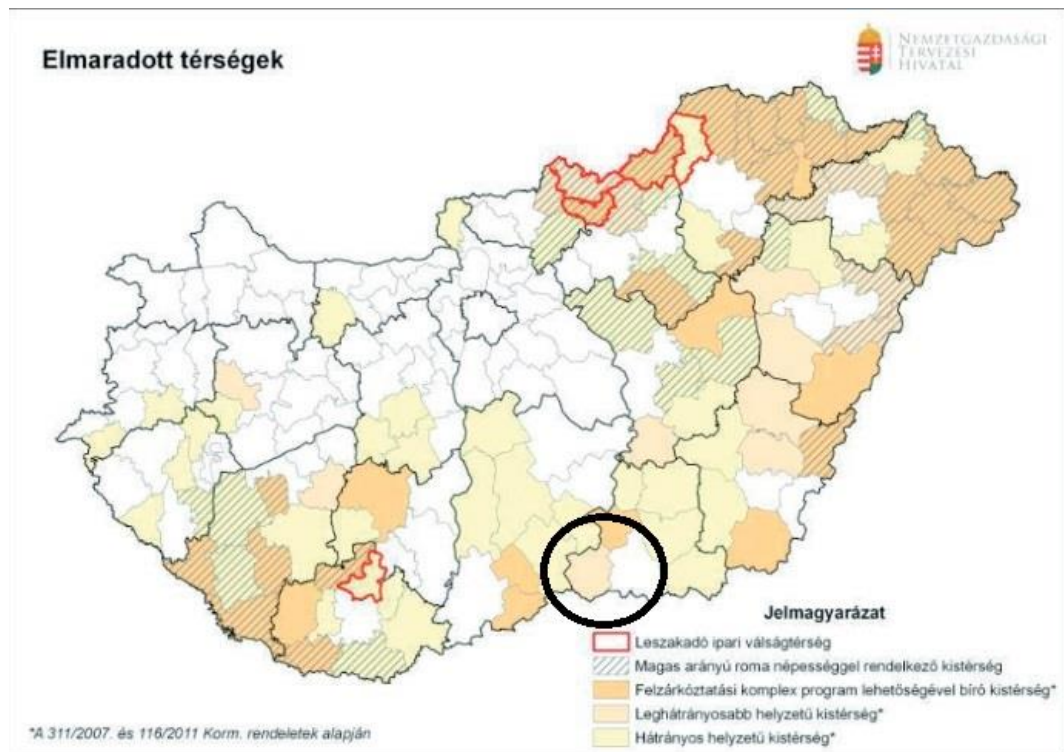 Elmaradott térségek
NEMZETGAZDASÁGI
TERVEZÉSI
HIVATAL
Jelmagyarázat
Leszakadó ipari válságtérség
Magas arányú roma népességgel rendelkező kistérség
Felzárkóztatási komplex program lehetőségével bíró kistérség*
Leghátrányosabb helyzetű kistérség*
Hátrányos helyzetű kistérség*
*A 311/2007. és 116/2011 Korm. rendeletek alapján